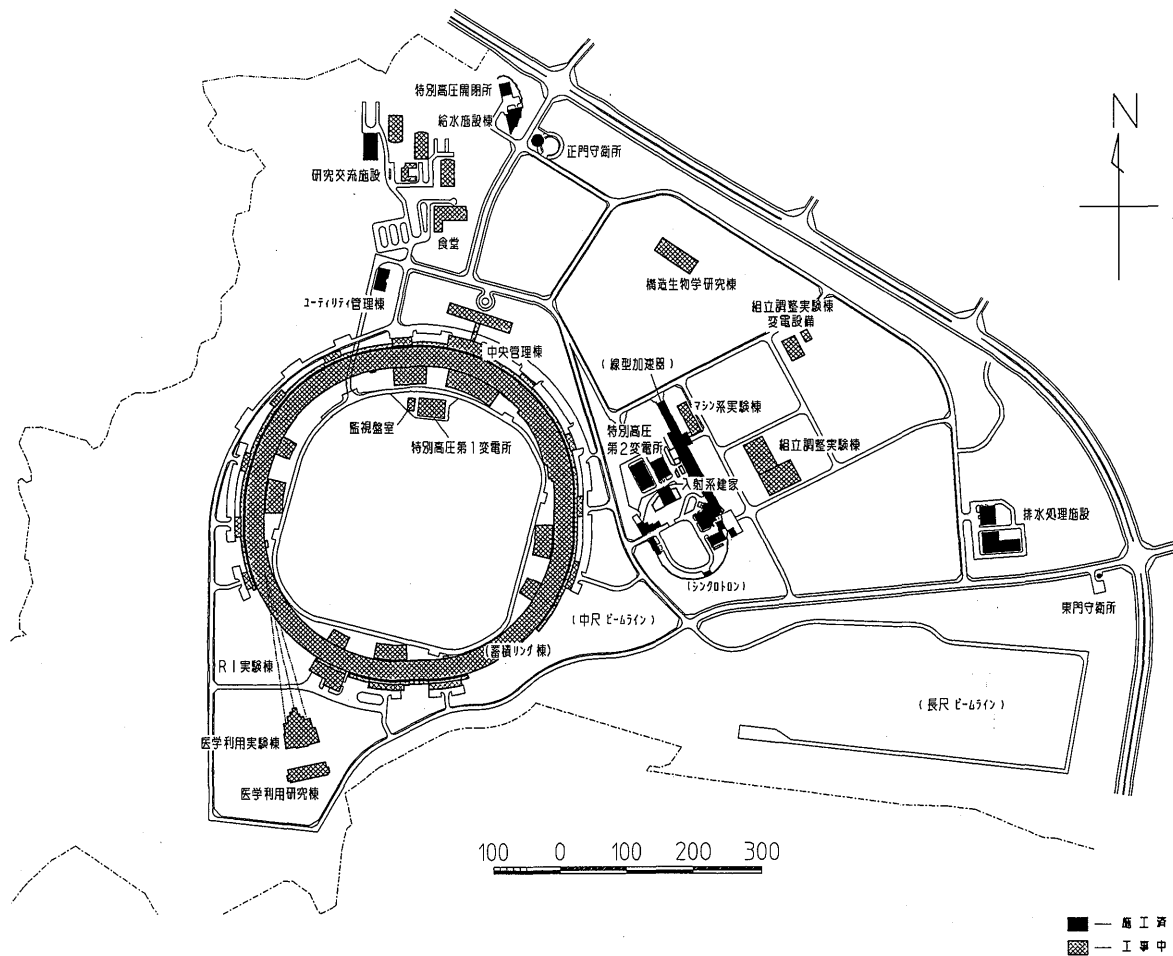 特別高圧開閉所
給水施設棟
正門守衛所
N
研究交流施設
食堂
構造生物学研究棟
ユーティリティ管理棟
組立調整実験棟
変電設備
中央管理棟
(線型加速器)
マシン系実験棟
監視盤室
特別高圧第1変電所
特別高圧
第2変電所
組立調整実験棟
入射系建家
排水処理施設
(シンクロトロン)
東門守衛所
(中尺 ビームライン)
(蓄積リング棟)
RI実験棟
(長尺 ビームライン)
医学利用実験棟
医学利用研究棟
100 0 100 200 300
施工済
工事中